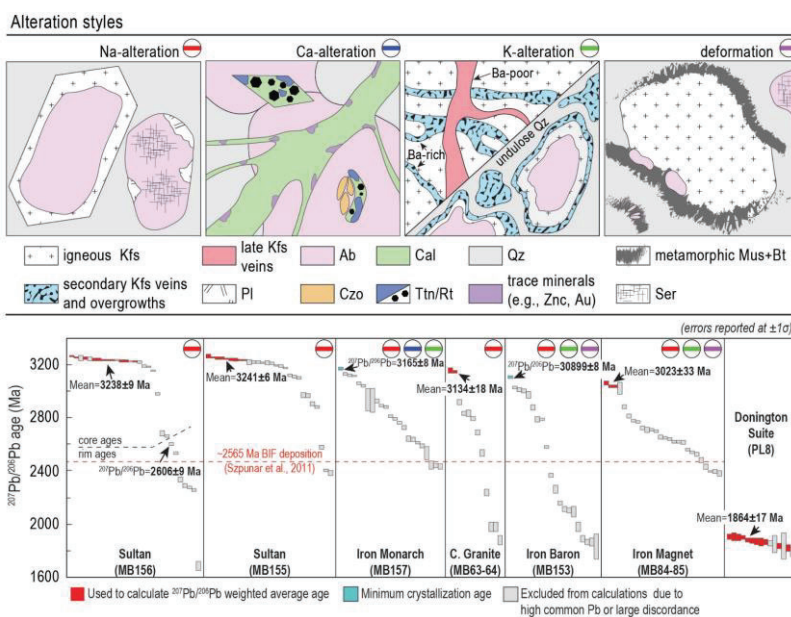 Alteration styles
Na-alteration
Ca-alteration
K-alteration
deformation
Ba-poor
Ba-rich
undulose Qz
igneous Kfs
late Kfs veins
Ab
Cal
Qz
metamorphic Mus+Bt
secondary Kfs veins and overgrowths
Pl
Czo
Ttn/Rt
trace minerals (e.g., Znc, Au)
Ser
(errors reported at ±1σ)
²⁰⁷Pb/²⁰⁶Pb age (Ma)
3200
2800
2400
2000
1600
Mean=3238±9 Ma
core ages
rim ages
²⁰⁷Pb/²⁰⁶Pb=2606±9 Ma
Sultan
(MB156)
Mean=3241±6 Ma
~2565 Ma BIF deposition
(Szpunar et al., 2011)
Sultan
(MB155)
²⁰⁷Pb/²⁰⁶Pb=3165±8 Ma
Iron Monarch
(MB157)
Mean=
3134±18 Ma
C. Granite
(MB63-64)
²⁰⁷Pb/²⁰⁶Pb=30899±8 Ma
Iron Baron
(MB153)
Mean=3023±33 Ma
Iron Magnet
(MB84-85)
Donington
Suite
(PL8)
Mean=1864±17 Ma
Used to calculate ²⁰⁷Pb/²⁰⁶Pb weighted average age
Minimum crystallization age
Excluded from calculations due to
high common Pb or large discordance